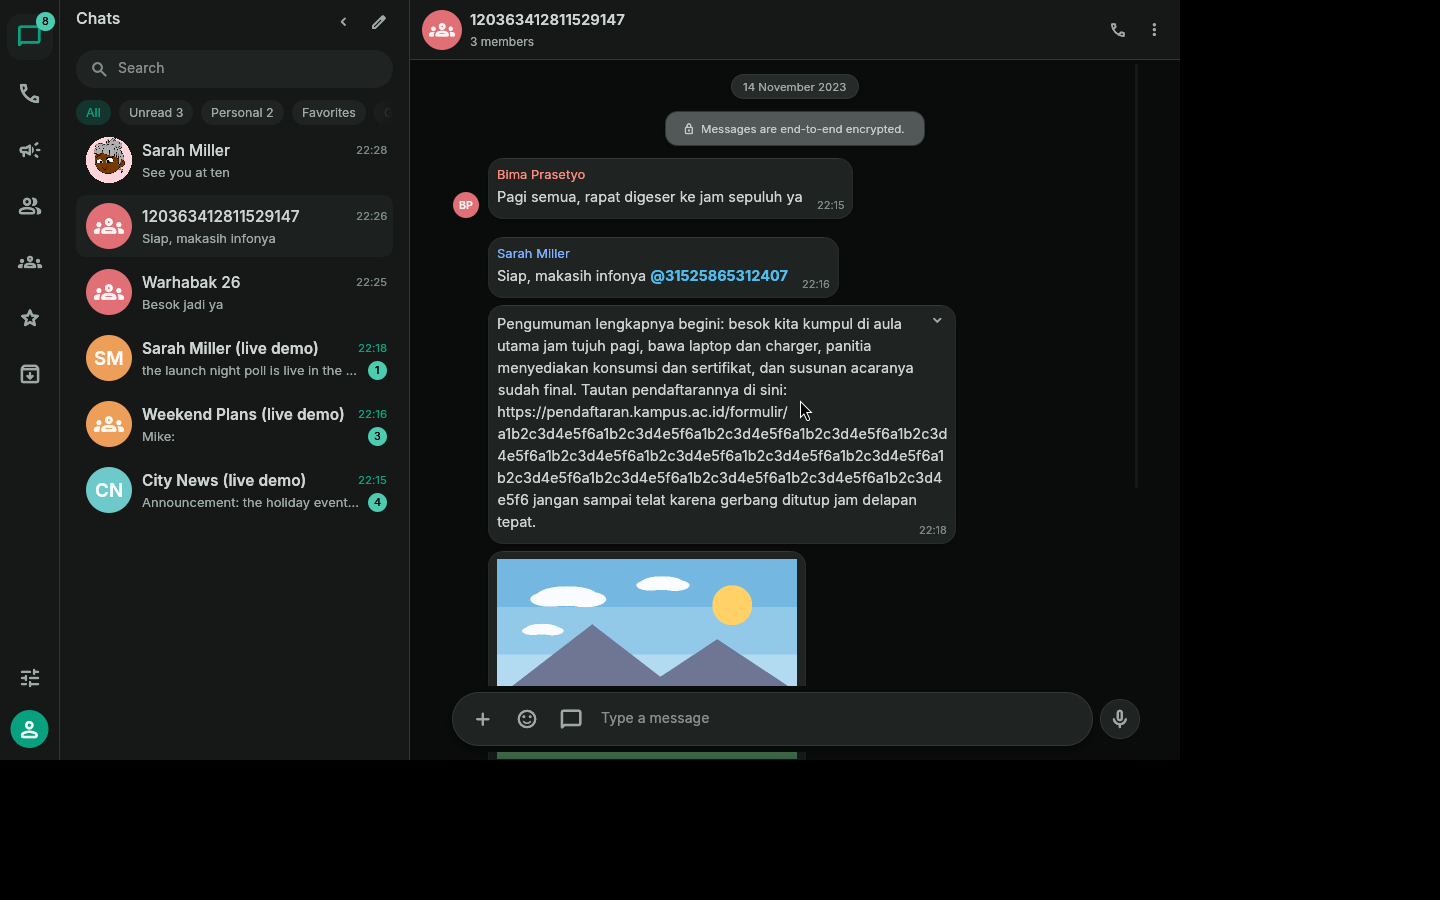 8
Chats
Search
All
Unread 3
Personal 2
Favorites
Sarah Miller
22:28
See you at ten
120363412811529147
22:26
Siap, makasih infonya
Warhabak 26
22:25
Besok jadi ya
SM
Sarah Miller (live demo)
22:18
the launch night poll is live in the ...
1
Weekend Plans (live demo)
22:16
Mike:
3
CN
City News (live demo)
22:15
Announcement: the holiday event...
4
120363412811529147
3 members
14 November 2023
Messages are end-to-end encrypted.
BP
Bima Prasetyo
Pagi semua, rapat digeser ke jam sepuluh ya
22:15
Sarah Miller
Siap, makasih infonya @31525865312407
22:16
Pengumuman lengkapnya begini: besok kita kumpul di aula
utama jam tujuh pagi, bawa laptop dan charger, panitia
menyediakan konsumsi dan sertifikat, dan susunan acaranya
sudah final. Tautan pendaftarannya di sini:
https://pendaftaran.kampus.ac.id/formulir/
a1b2c3d4e5f6a1b2c3d4e5f6a1b2c3d4e5f6a1b2c3d4e5f6a1b2c3d
4e5f6a1b2c3d4e5f6a1b2c3d4e5f6a1b2c3d4e5f6a1b2c3d4e5f6a1
b2c3d4e5f6a1b2c3d4e5f6a1b2c3d4e5f6a1b2c3d4e5f6a1b2c3d4
e5f6 jangan sampai telat karena gerbang ditutup jam delapan
tepat.
22:18
Type a message